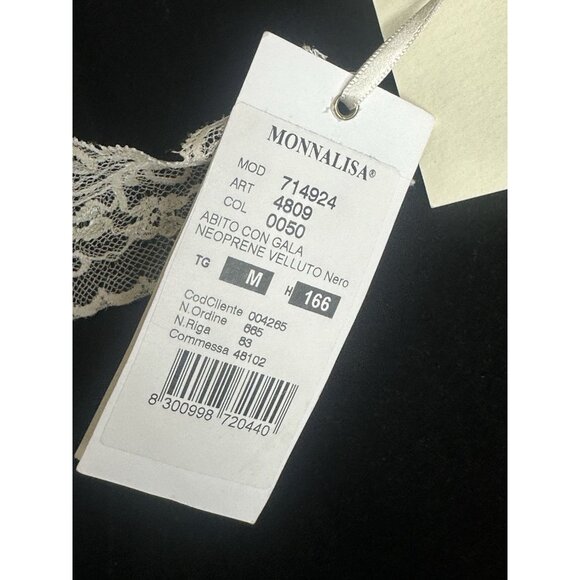 MONNALISA®
MOD 714924
ART 4809
COL 0050
ABITO CON GALA
NEOPRENE VELLUTO Nero
TG M H 166
CodCliente 004265
N.Ordine 665
N.Riga 83
Commessa 48102
8 300998 720440